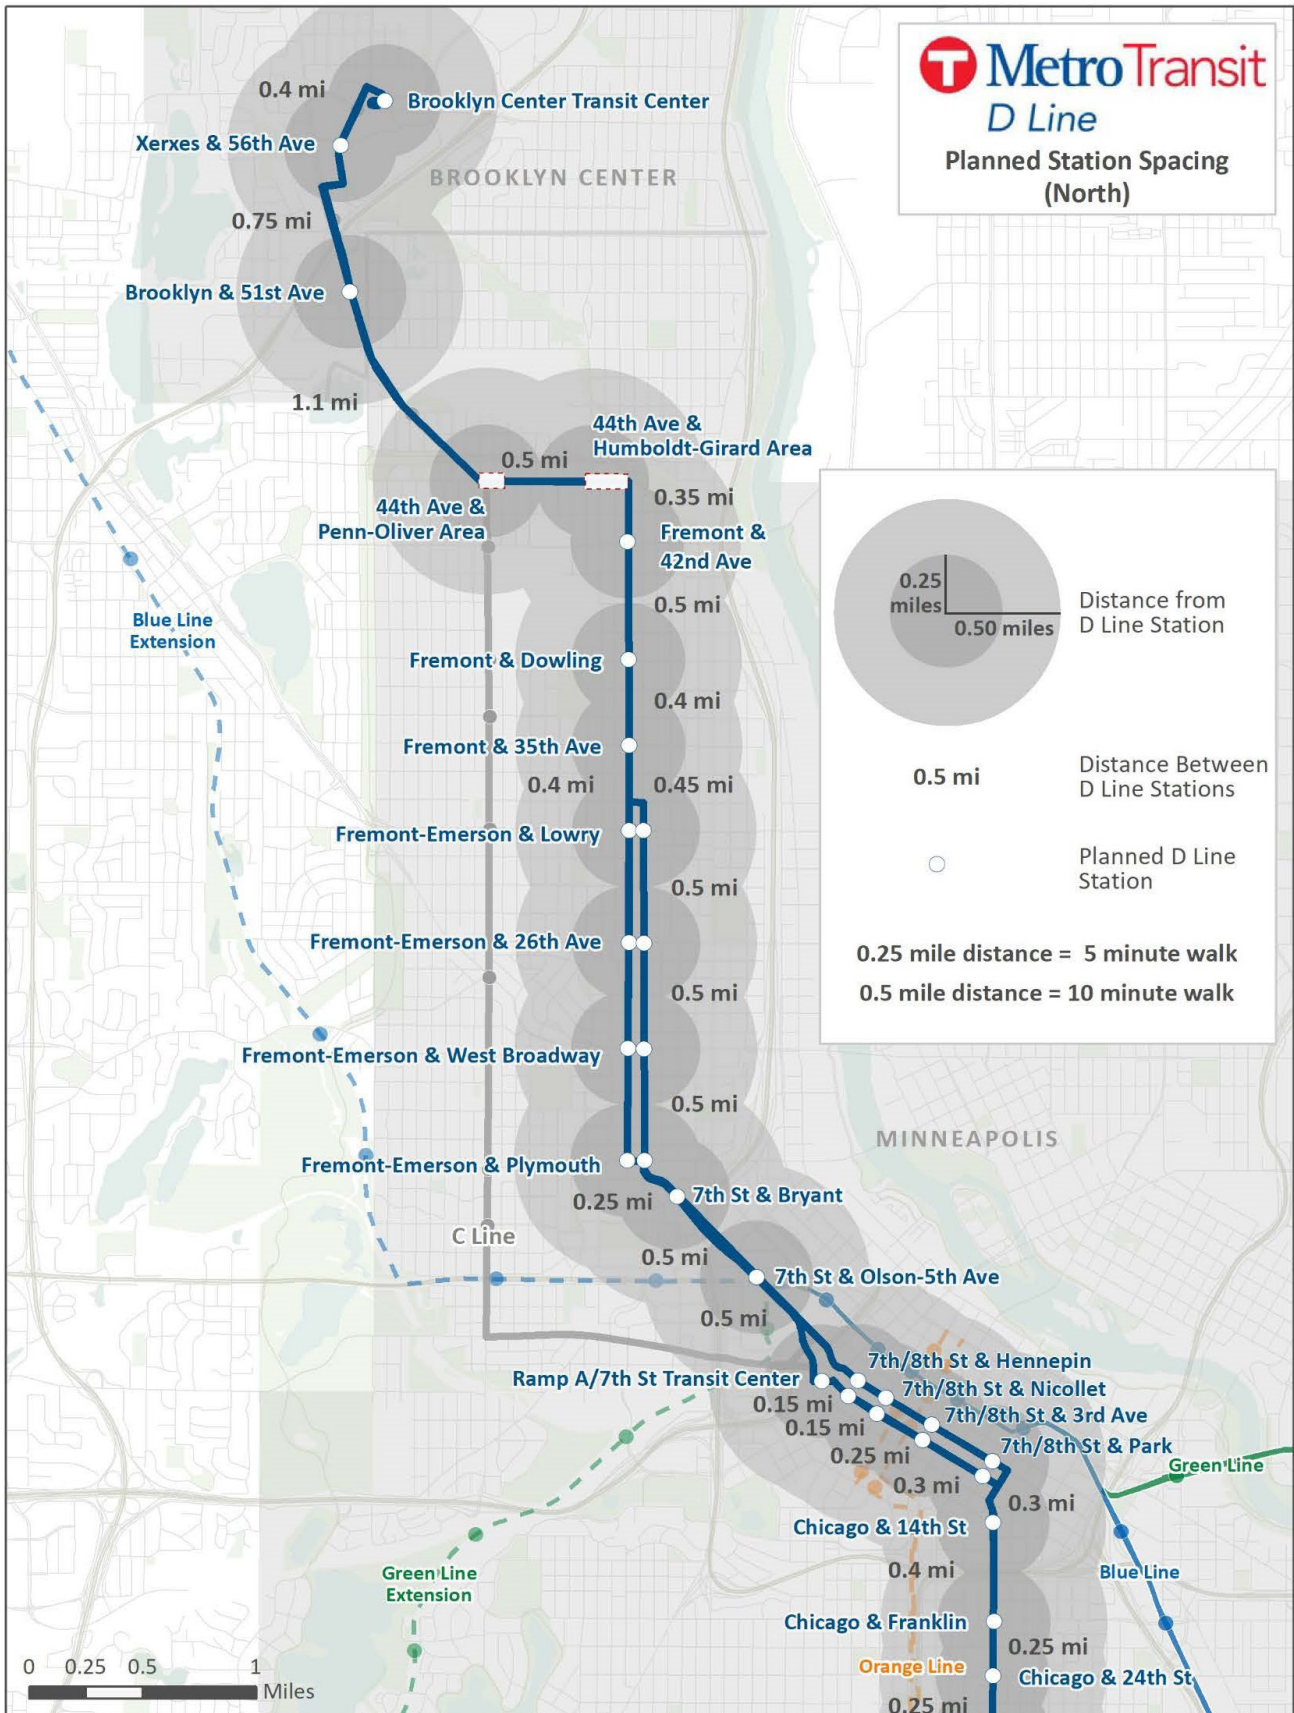 T MetroTransit
D Line
Planned Station Spacing
(North)
0.4 mi
Brooklyn Center Transit Center
Xerxes & 56th Ave
BROOKLYN CENTER
0.75 mi
Brooklyn & 51st Ave
1.1 mi
44th Ave &
Humboldt-Girard Area
0.5 mi
0.35 mi
44th Ave &
Penn-Oliver Area
Fremont &
42nd Ave
0.25
miles
0.50 miles
Distance from
D Line Station
0.5 mi
Blue Line
Extension
Fremont & Dowling
0.4 mi
Fremont & 35th Ave
0.4 mi
0.45 mi
0.5 mi
Distance Between
D Line Stations
Fremont-Emerson & Lowry
Planned D Line
Station
0.5 mi
Fremont-Emerson & 26th Ave
0.25 mile distance = 5 minute walk
0.5 mile distance = 10 minute walk
0.5 mi
Fremont-Emerson & West Broadway
0.5 mi
MINNEAPOLIS
Fremont-Emerson & Plymouth
0.25 mi
7th St & Bryant
C Line
0.5 mi
7th St & Olson-5th Ave
0.5 mi
7th/8th St & Hennepin
Ramp A/7th St Transit Center
7th/8th St & Nicollet
0.15 mi
7th/8th St & 3rd Ave
0.15 mi
7th/8th St & Park
0.25 mi
Green Line
0.3 mi
0.3 mi
Chicago & 14th St
0.4 mi
Blue Line
Green Line
Extension
Chicago & Franklin
0.25 mi
Orange Line
Chicago & 24th St
0.25 mi
0 0.25 0.5 1
Miles